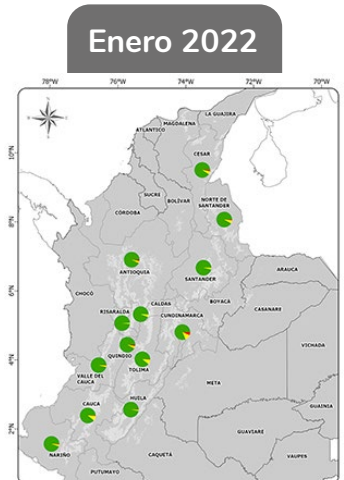 Enero 2022
78°W 76°W 74°W 72°W 70°W
LA GUAJIRA
MAGDALENA
ATLÁNTICO
10°N
CESAR
SUCRE
BOLÍVAR
NORTE DE
SANTANDER
CÓRDOBA
8°N
ANTIOQUIA
SANTANDER
ARAUCA
6°N
CHOCÓ
BOYACÁ
CALDAS
RISARALDA
CUNDINAMARCA
CASANARE
VICHADA
QUINDÍO
4°N
TOLIMA
VALLE DEL
CAUCA
META
HUILA
CAUCA
GUAINIA
2°N
GUAVIARE
NARIÑO
CAQUETÁ
VAUPES
PUTUMAYO